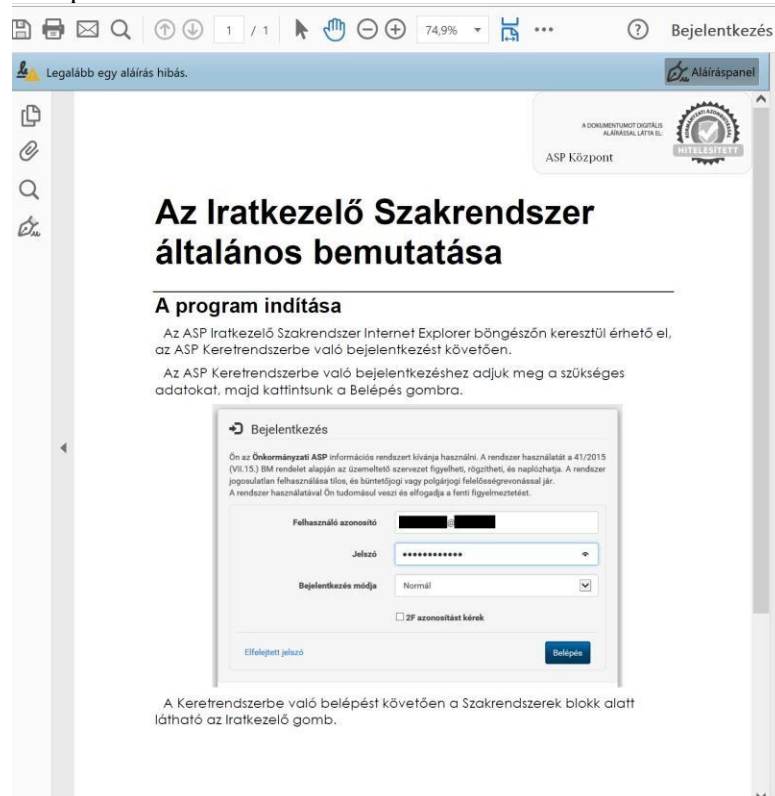 1 / 1
74,9%
Bejelentkezés
Legalább egy aláírás hibás.
Aláíráspanel
A DOKUMENTUMOT DIGITÁLIS
ALÁÍRÁSSAL LÁTTA EL:
ASP Központ
KORMÁNYZATI AZONOSÍTÁSSAL
HITELESÍTETT
Az Iratkezelő Szakrendszer
általános bemutatása
A program indítása
Az ASP Iratkezelő Szakrendszer Internet Explorer böngészőn keresztül érhető el,
az ASP Keretrendszerbe való bejelentkezést követően.
Az ASP Keretrendszerbe való bejelentkezéshez adjuk meg a szükséges
adatokat, majd kattintsunk a Belépés gombra.
Bejelentkezés
Ön az Önkormányzati ASP információs rendszert kívánja használni. A rendszer használatát a 41/2015
(VII.15.) BM rendelet alapján az üzemeltető szervezet figyelheti, rögzítheti, és naplózhatja. A rendszer
jogosulatlan felhasználása tilos, és büntetőjogi vagy polgárjogi felelősségrevonással jár.
A rendszer használatával Ön tudomásul veszi és elfogadja a fenti figyelmeztetést.
Felhasználó azonosító
@
Jelszó
Bejelentkezés módja
Normál
2F azonosítást kérek
Elfelejtett jelszó
Belépés
A Keretrendszerbe való belépést követően a Szakrendszerek blokk alatt
látható az Iratkezelő gomb.